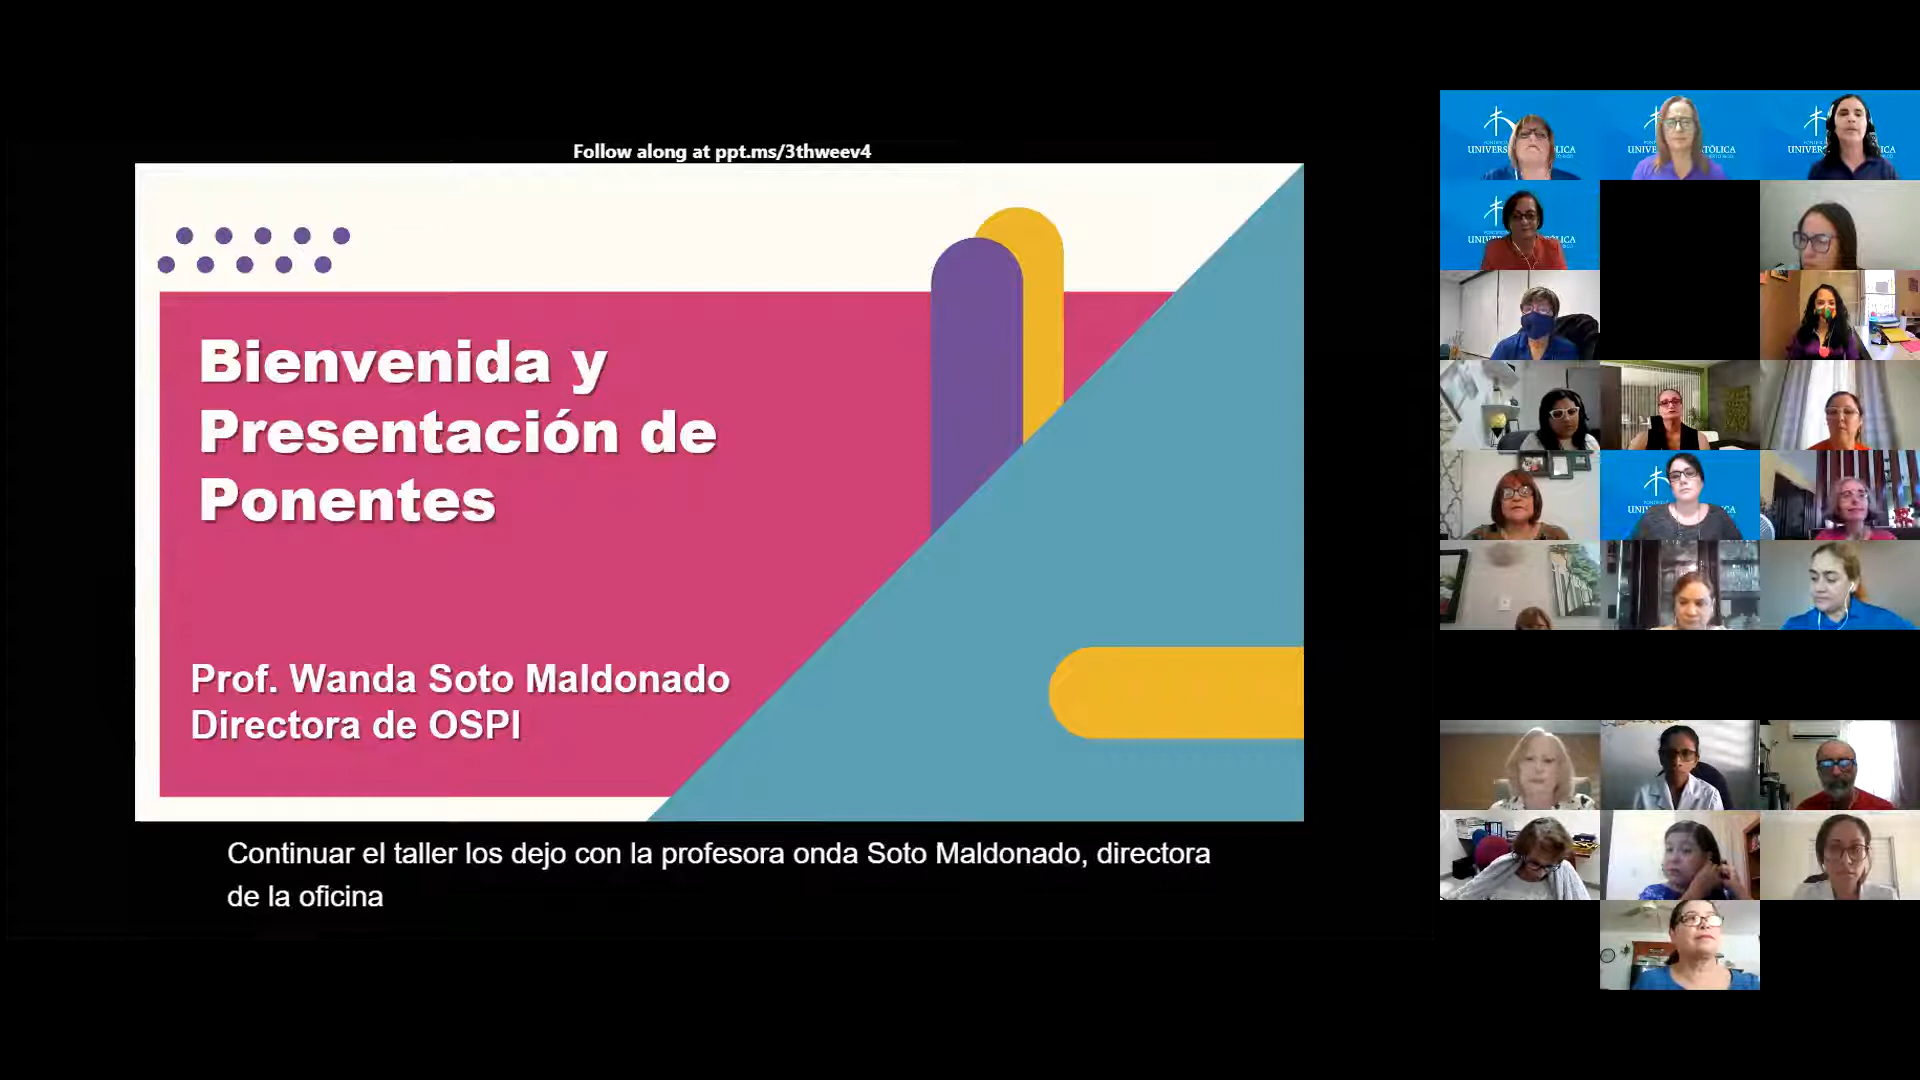 Follow along at ppt.ms/3thweev4
Bienvenida y
Presentación de
Ponentes
Prof. Wanda Soto Maldonado
Directora de OSPI
Continuar el taller los dejo con la profesora onda Soto Maldonado, directora
de la oficina